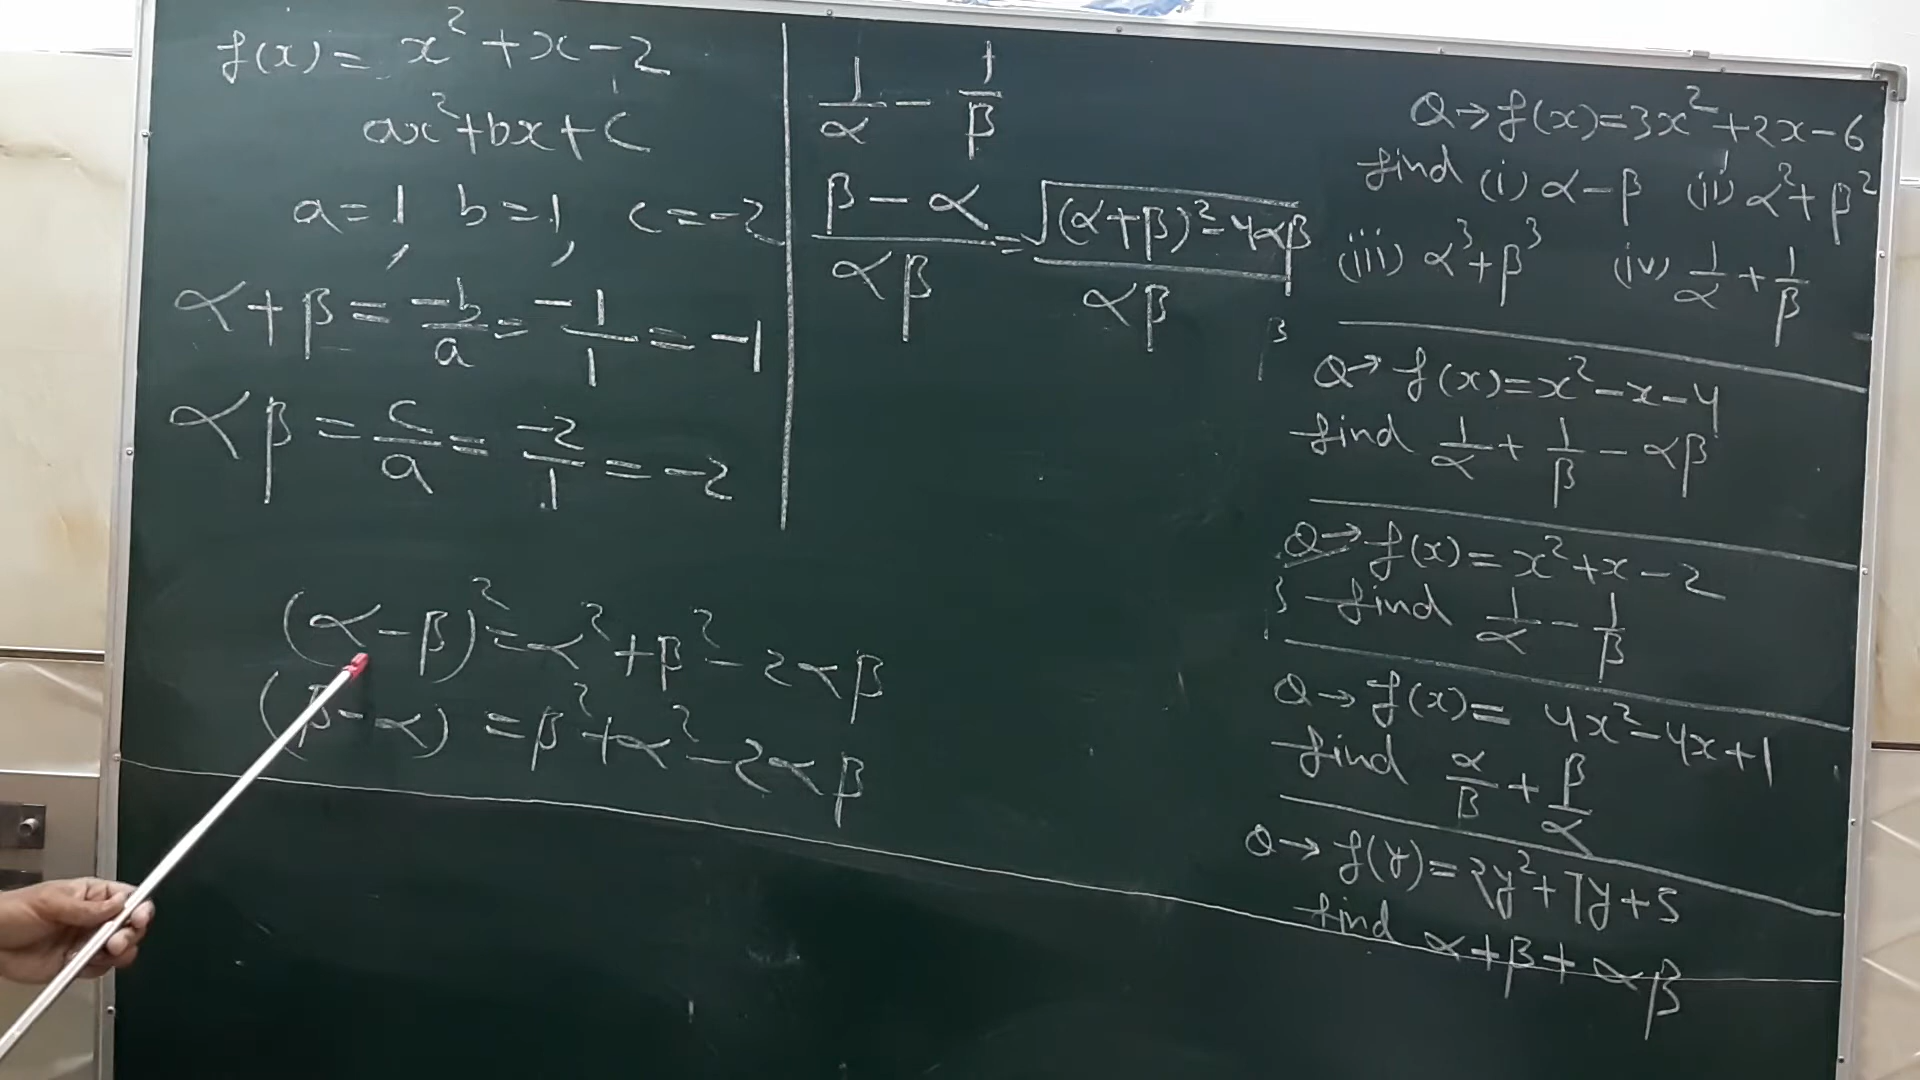 f(x) = x² + x - 2
ax² + bx + c
a = 1, b = 1, c = -2
α + β = -b/a = -1/1 = -1
αβ = c/a = -2/1 = -2
(α - β)² = α² + β² - 2αβ
(β - α) = β² + α² - 2αβ
1/α - 1/β
(β - α)/(αβ) = √((α + β)² - 4αβ)/(αβ)
Q→ f(x) = 3x² + 2x - 6
find (i) α - β (ii) α² + β²
(iii) α³ + β³ (iv) 1/α + 1/β
Q→ f(x) = x² - x - 4
find 1/α + 1/β - αβ
Q→ f(x) = x² + x - 2
find 1/α - 1/β
Q→ f(x) = 4x² - 4x + 1
find α/β + β/α
Q→ f(y) = 2y² + 7y + 5
find α + β + αβ